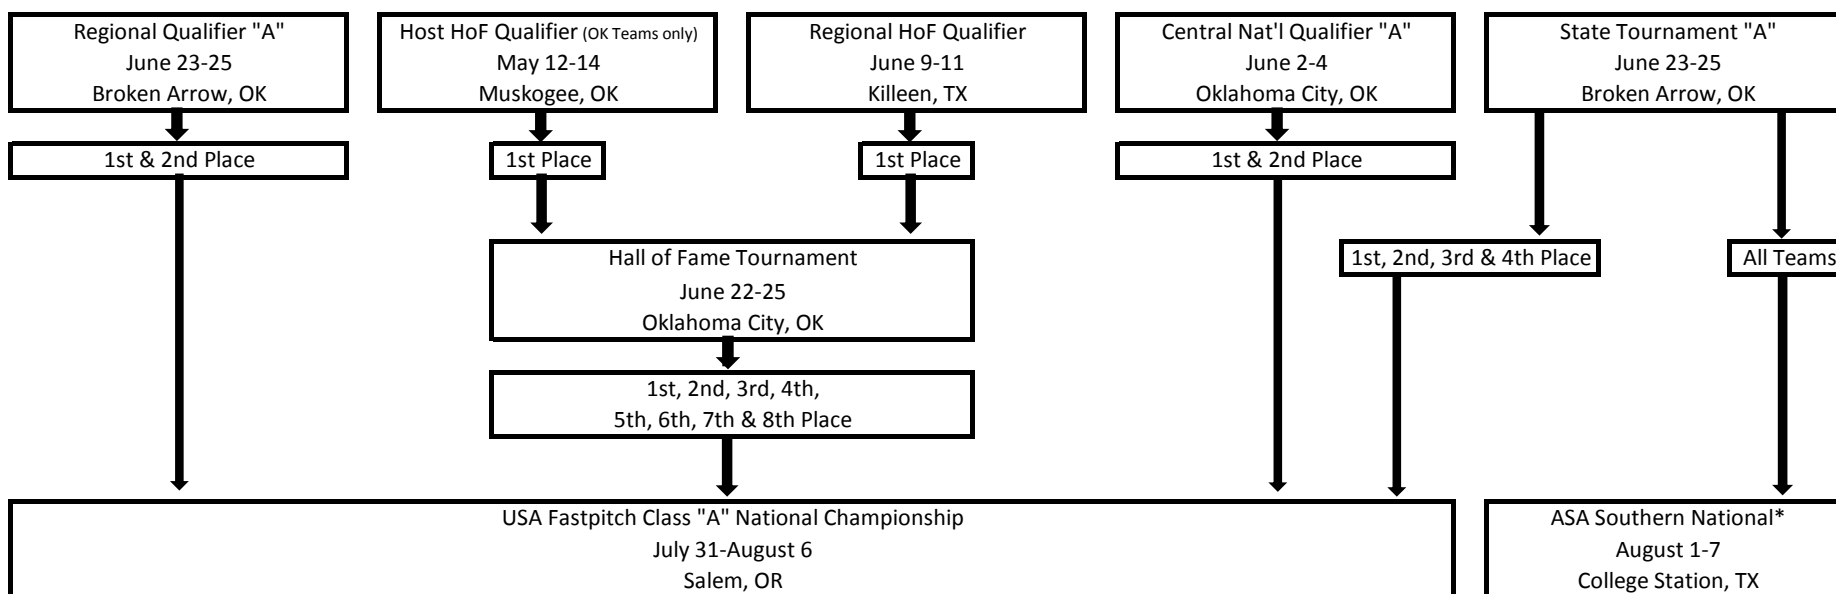 Regional Qualifier "A"
June 23-25
Broken Arrow, OK
Host HoF Qualifier (OK Teams only)
May 12-14
Muskogee, OK
Regional HoF Qualifier
June 9-11
Killeen, TX
Central Nat'l Qualifier "A"
June 2-4
Oklahoma City, OK
State Tournament "A"
June 23-25
Broken Arrow, OK
1st & 2nd Place
1st Place
1st Place
1st & 2nd Place
Hall of Fame Tournament
June 22-25
Oklahoma City, OK
1st, 2nd, 3rd & 4th Place
All Teams
1st, 2nd, 3rd, 4th,
5th, 6th, 7th & 8th Place
USA Fastpitch Class "A" National Championship
July 31-August 6
Salem, OR
ASA Southern National*
August 1-7
College Station, TX